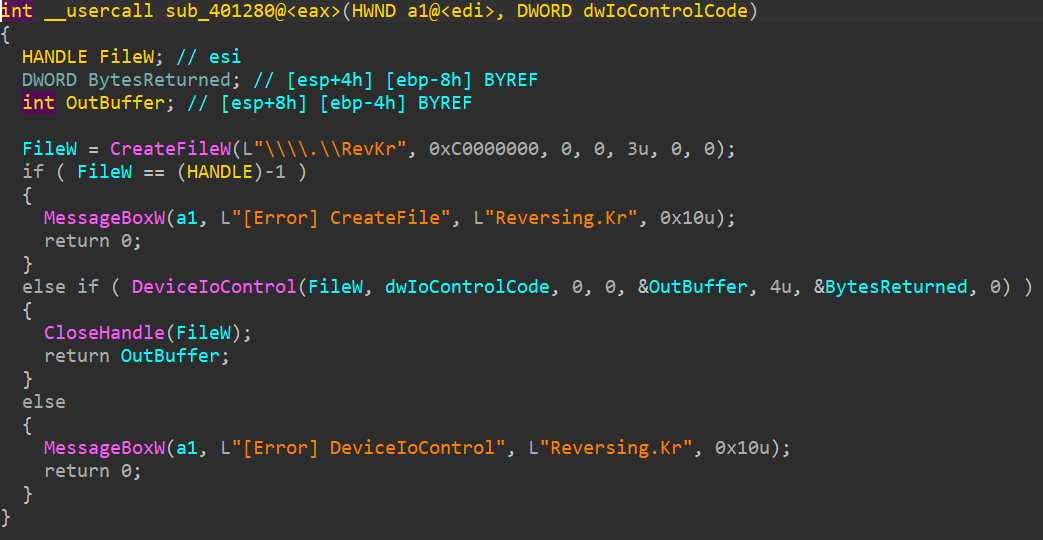 int __usercall sub_401280@<eax>(HWND a1@<edi>, DWORD dwIoControlCode)
{
  HANDLE FileW; // esi
  DWORD BytesReturned; // [esp+4h] [ebp-8h] BYREF
  int OutBuffer; // [esp+8h] [ebp-4h] BYREF

  FileW = CreateFileW(L"\\\\.\\RevKr", 0xC0000000, 0, 0, 3u, 0, 0);
  if ( FileW == (HANDLE)-1 )
  {
    MessageBoxW(a1, L"[Error] CreateFile", L"Reversing.Kr", 0x10u);
    return 0;
  }
  else if ( DeviceIoControl(FileW, dwIoControlCode, 0, 0, &OutBuffer, 4u, &BytesReturned, 0) )
  {
    CloseHandle(FileW);
    return OutBuffer;
  }
  else
  {
    MessageBoxW(a1, L"[Error] DeviceIoControl", L"Reversing.Kr", 0x10u);
    return 0;
  }
}